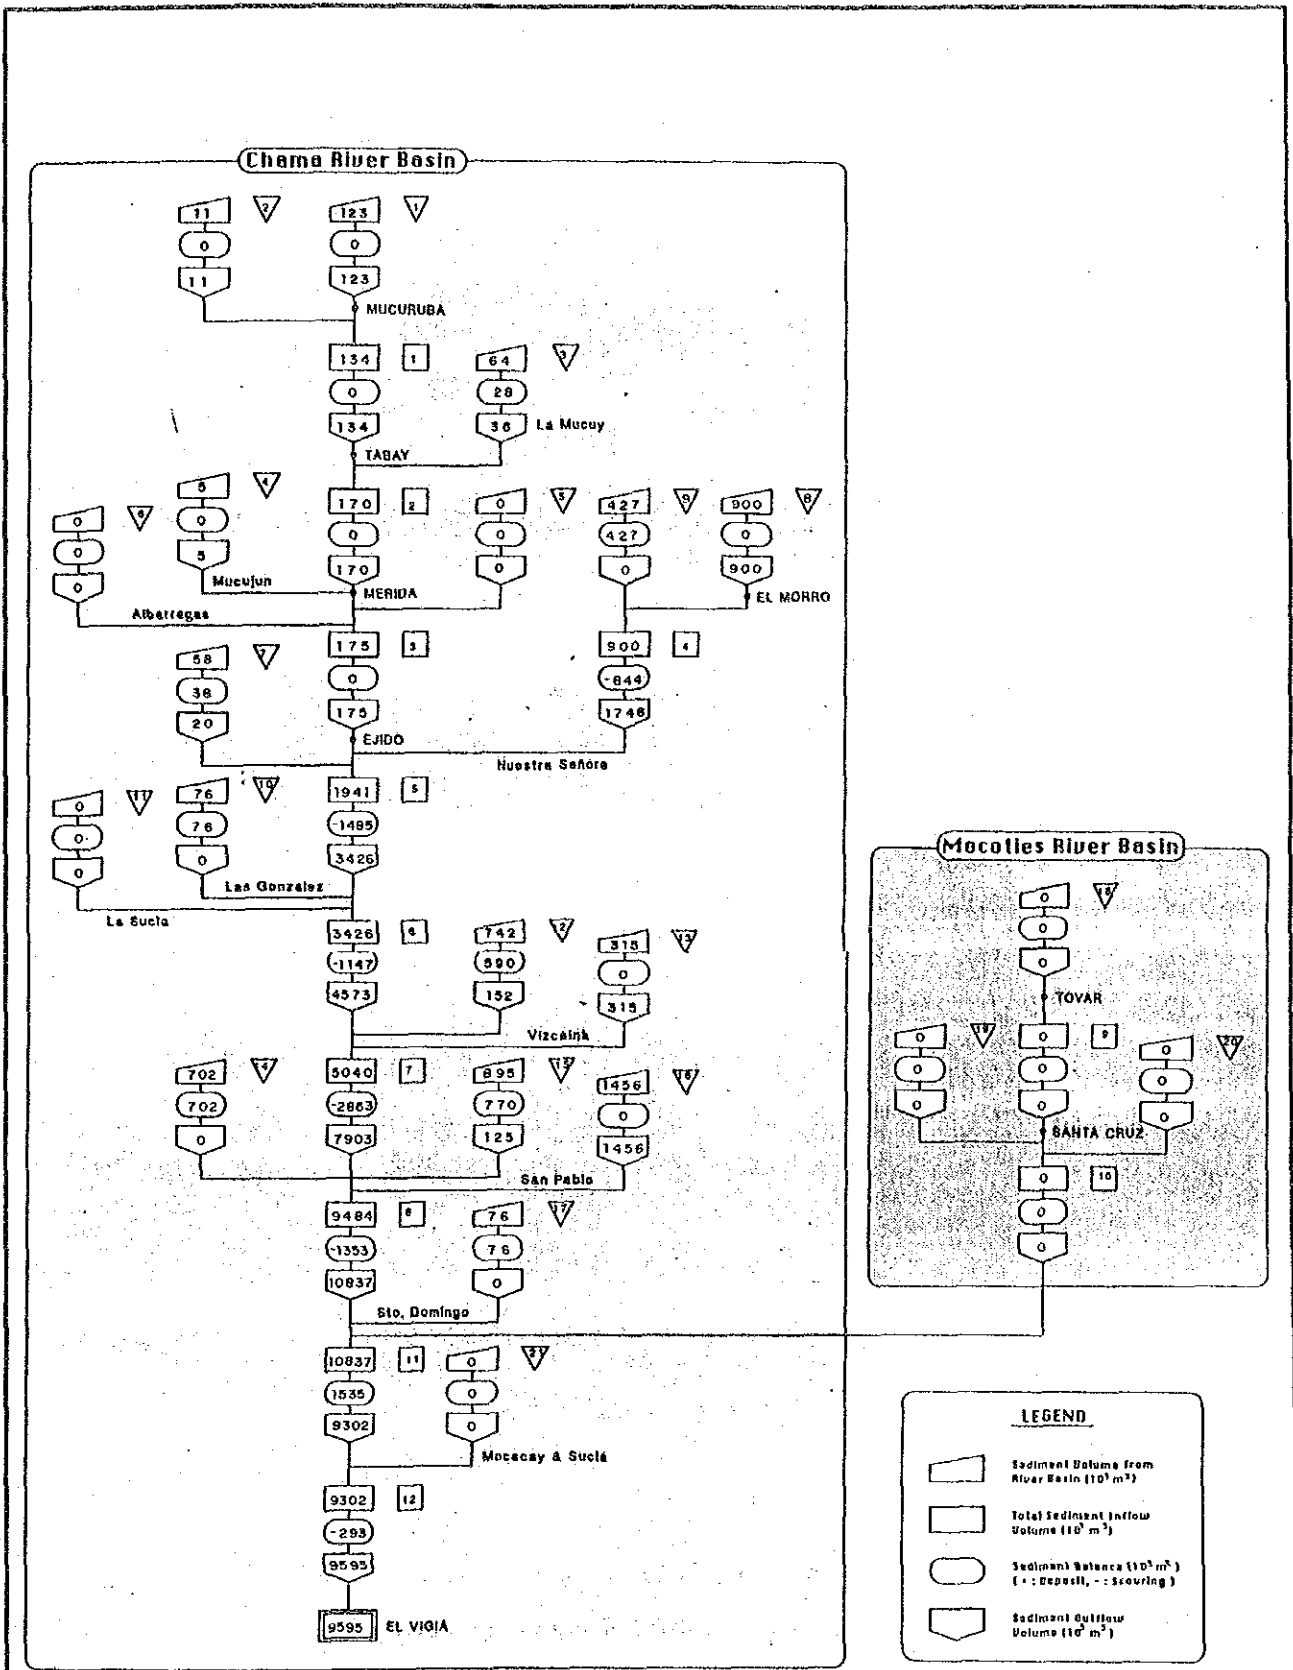 Chama River Basin
11 2 123 1
0 0
11 123
MUCURUBA
134 1 64 3
0 28
134 36 La Mucuy
TABAY
0 6 5 4 170 2 0 5 427 9 900 8
0 0 0 0 427 0
0 5 170 0 0 900
Mucujun MERIDA EL MORRO
Albarregas
58 7 175 3 900 4
38 0 -844
20 175 1746
EJIDO
Nuestra Señora
0 11 76 10 1941 5
0 76 -1485
0 0 3426
Las Gonzalez
La Sucia
3426 6 742 12 315 13
-1147 590 0
4573 152 315
Vizcaina
702 14 5040 7 895 15 1456 16
702 -2863 770 0
0 7903 125 1456
San Pablo
9484 8 76 17
-1353 76
10837 0
Sto. Domingo
10837 11 0 21
1535 0
9302 0
Mocacay & Sucia
9302 12
-293
9595
9595 EL VIGIA
Mocoties River Basin
0 18
0
0
TOVAR
0 19 0 9 0 20
0 0 0
0 0 0
SANTA CRUZ
0 10
0
0
LEGEND
Sediment Volume from
River Basin (10³ m³)
Total Sediment Inflow
Volume (10³ m³)
Sediment Balance (10³ m³)
( + : Deposit, - : Scouring )
Sediment Outflow
Volume (10³ m³)